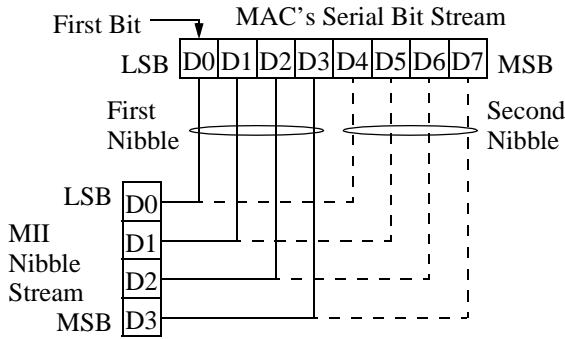 MAC's Serial Bit Stream
First Bit
LSB D0 D1 D2 D3 D4 D5 D6 D7 MSB
First
Nibble
Second
Nibble
LSB D0
MII
Nibble
Stream
D1
D2
MSB D3